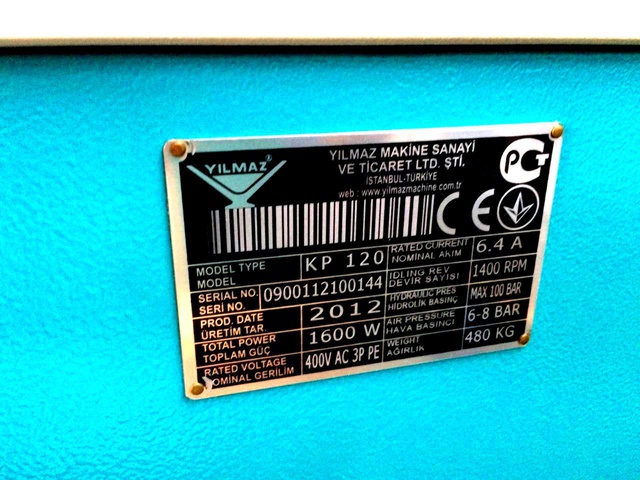 YILMAZ®
YILMAZ MAKİNE SANAYİ
VE TİCARET LTD. ŞTİ.
İSTANBUL-TÜRKİYE
web : www.yilmazmachine.com.tr
PCT
CE
MODEL TYPE
MODEL
KP 120
SERIAL NO.
SERI NO.
0900112100144
PROD. DATE
ÜRETİM TAR.
2012
TOTAL POWER
TOPLAM GÜÇ
1600 W
RATED VOLTAGE
NOMINAL GERİLİM
400V AC 3P PE
RATED CURRENT
NOMİNAL AKIM
6.4 A
IDLING REV
DEVİR SAYISI
1400 RPM
HYDRAULIC PRES
HİDROLİK BASINÇ
MAX 100 BAR
AIR PRESSURE
HAVA BASINCI
6-8 BAR
WEIGHT
AĞIRLIK
480 KG